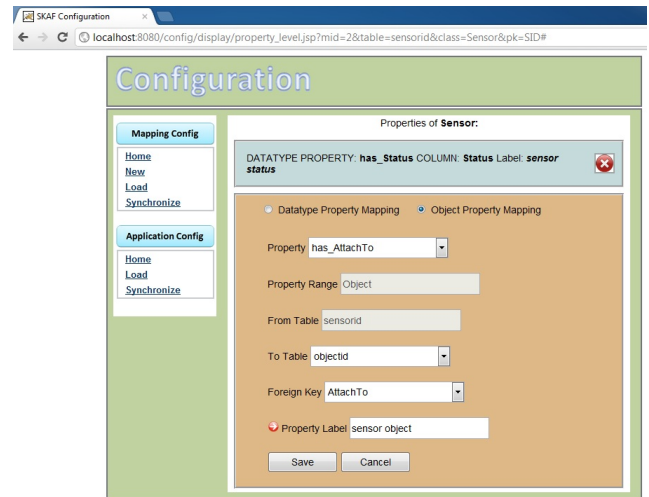 SKAF Configuration
localhost:8080/config/display/property_level.jsp?mid=2&table=sensorid&class=Sensor&pk=SID#
Configuration
Mapping Config
Home
New
Load
Synchronize
Application Config
Home
Load
Synchronize
Properties of Sensor:
DATATYPE PROPERTY: has_Status COLUMN: Status Label: sensor
status
Datatype Property Mapping Object Property Mapping
Property has_AttachTo
Property Range Object
From Table sensorid
To Table objectid
Foreign Key AttachTo
Property Label sensor object
Save Cancel